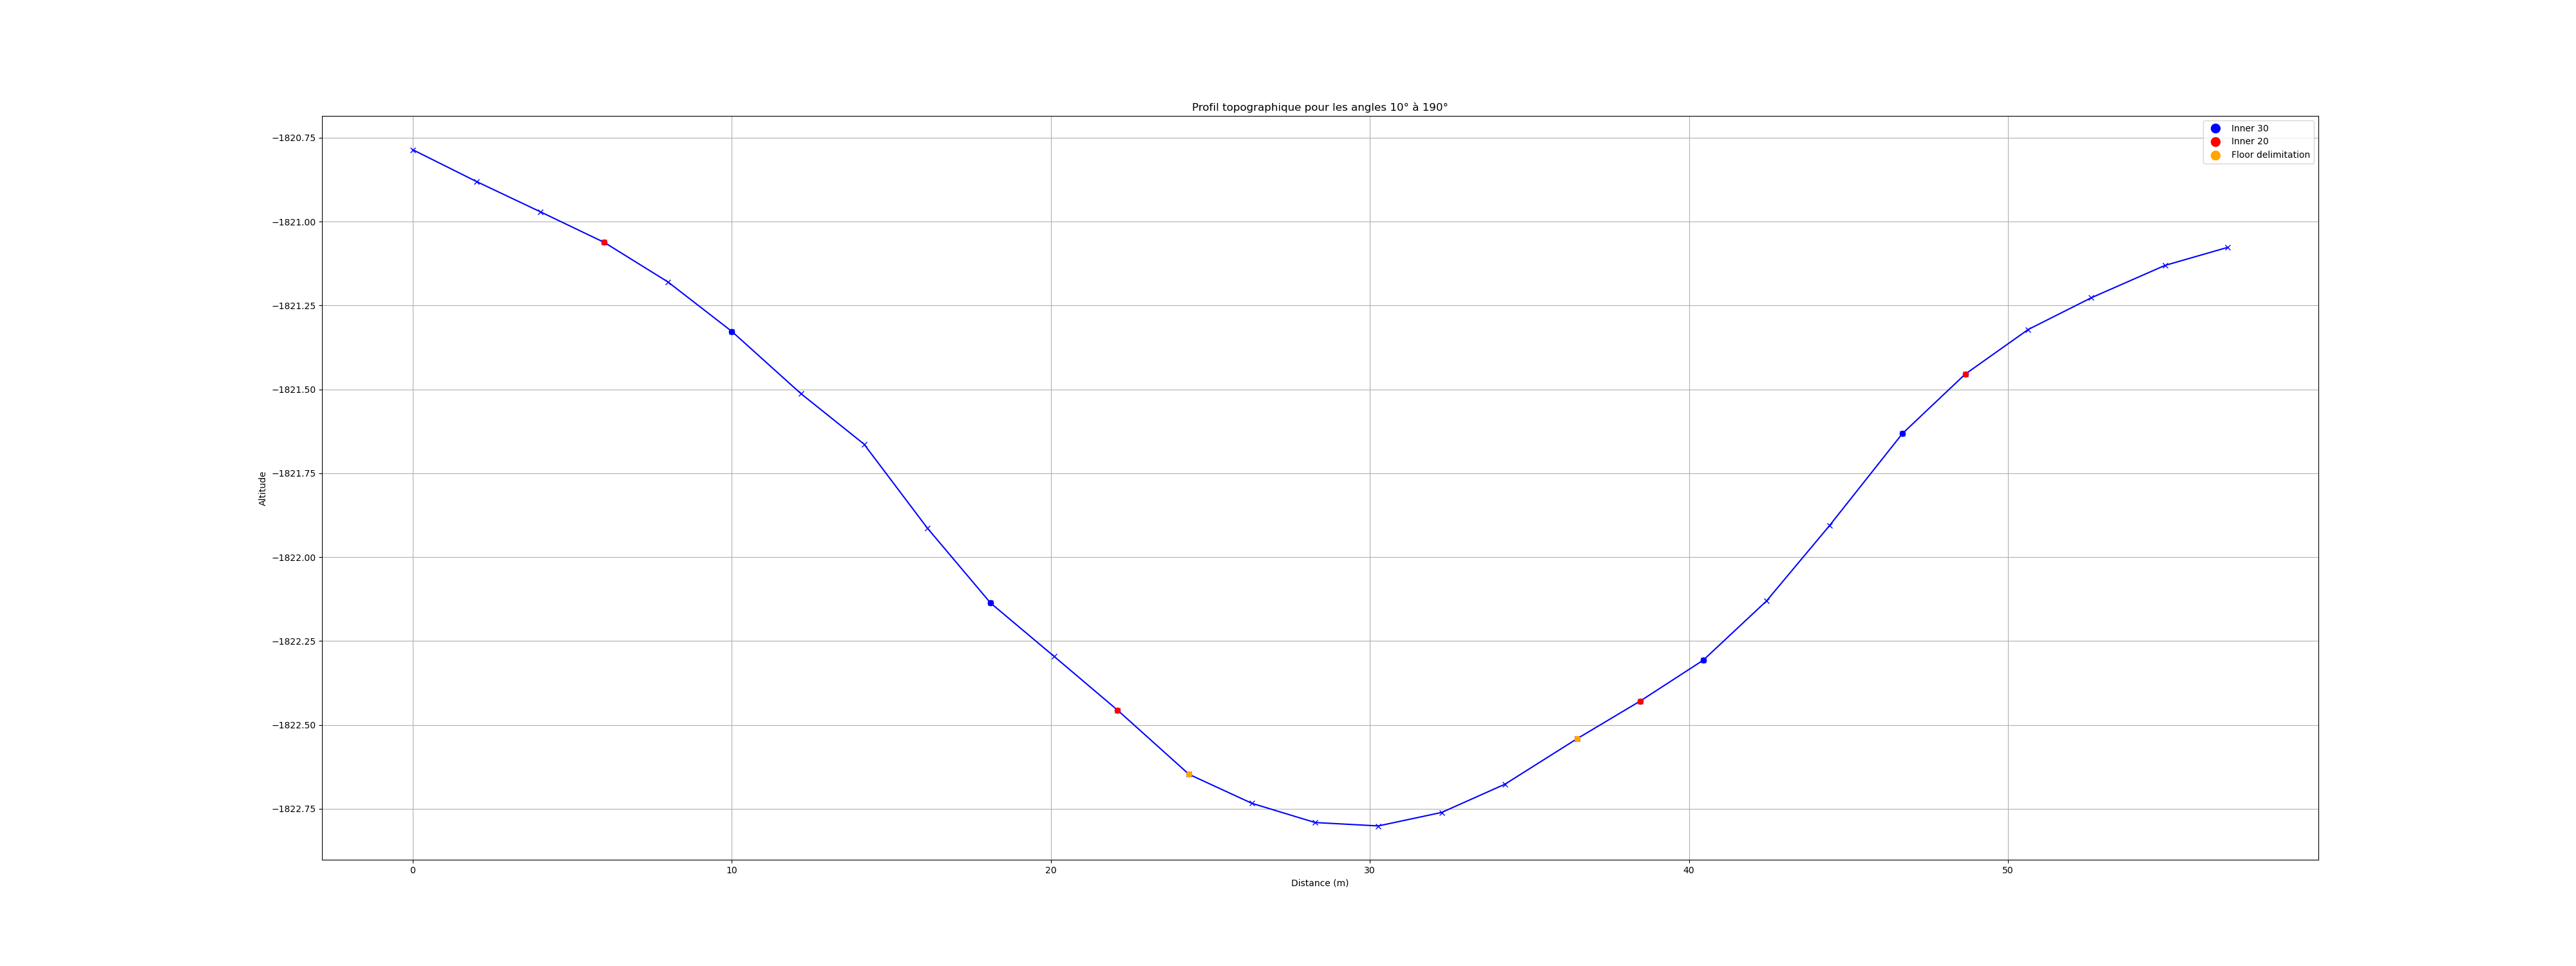 Profil topographique pour les angles 10° à 190°
Inner 30
Inner 20
Floor delimitation
−1820.75
−1821.00
−1821.25
−1821.50
−1821.75
−1822.00
−1822.25
−1822.50
−1822.75
Altitude
0 10 20 30 40 50
Distance (m)